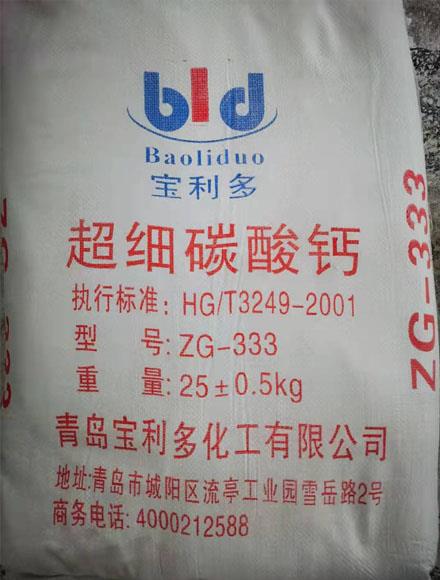 bld
Baoliduo
宝利多
超细碳酸钙
执行标准: HG/T3249-2001
型 号: ZG-333
重 量: 25±0.5kg
青岛宝利多化工有限公司
地址:青岛市城阳区流亭工业园雪岳路2号
商务电话: 4000212588
ZG-333